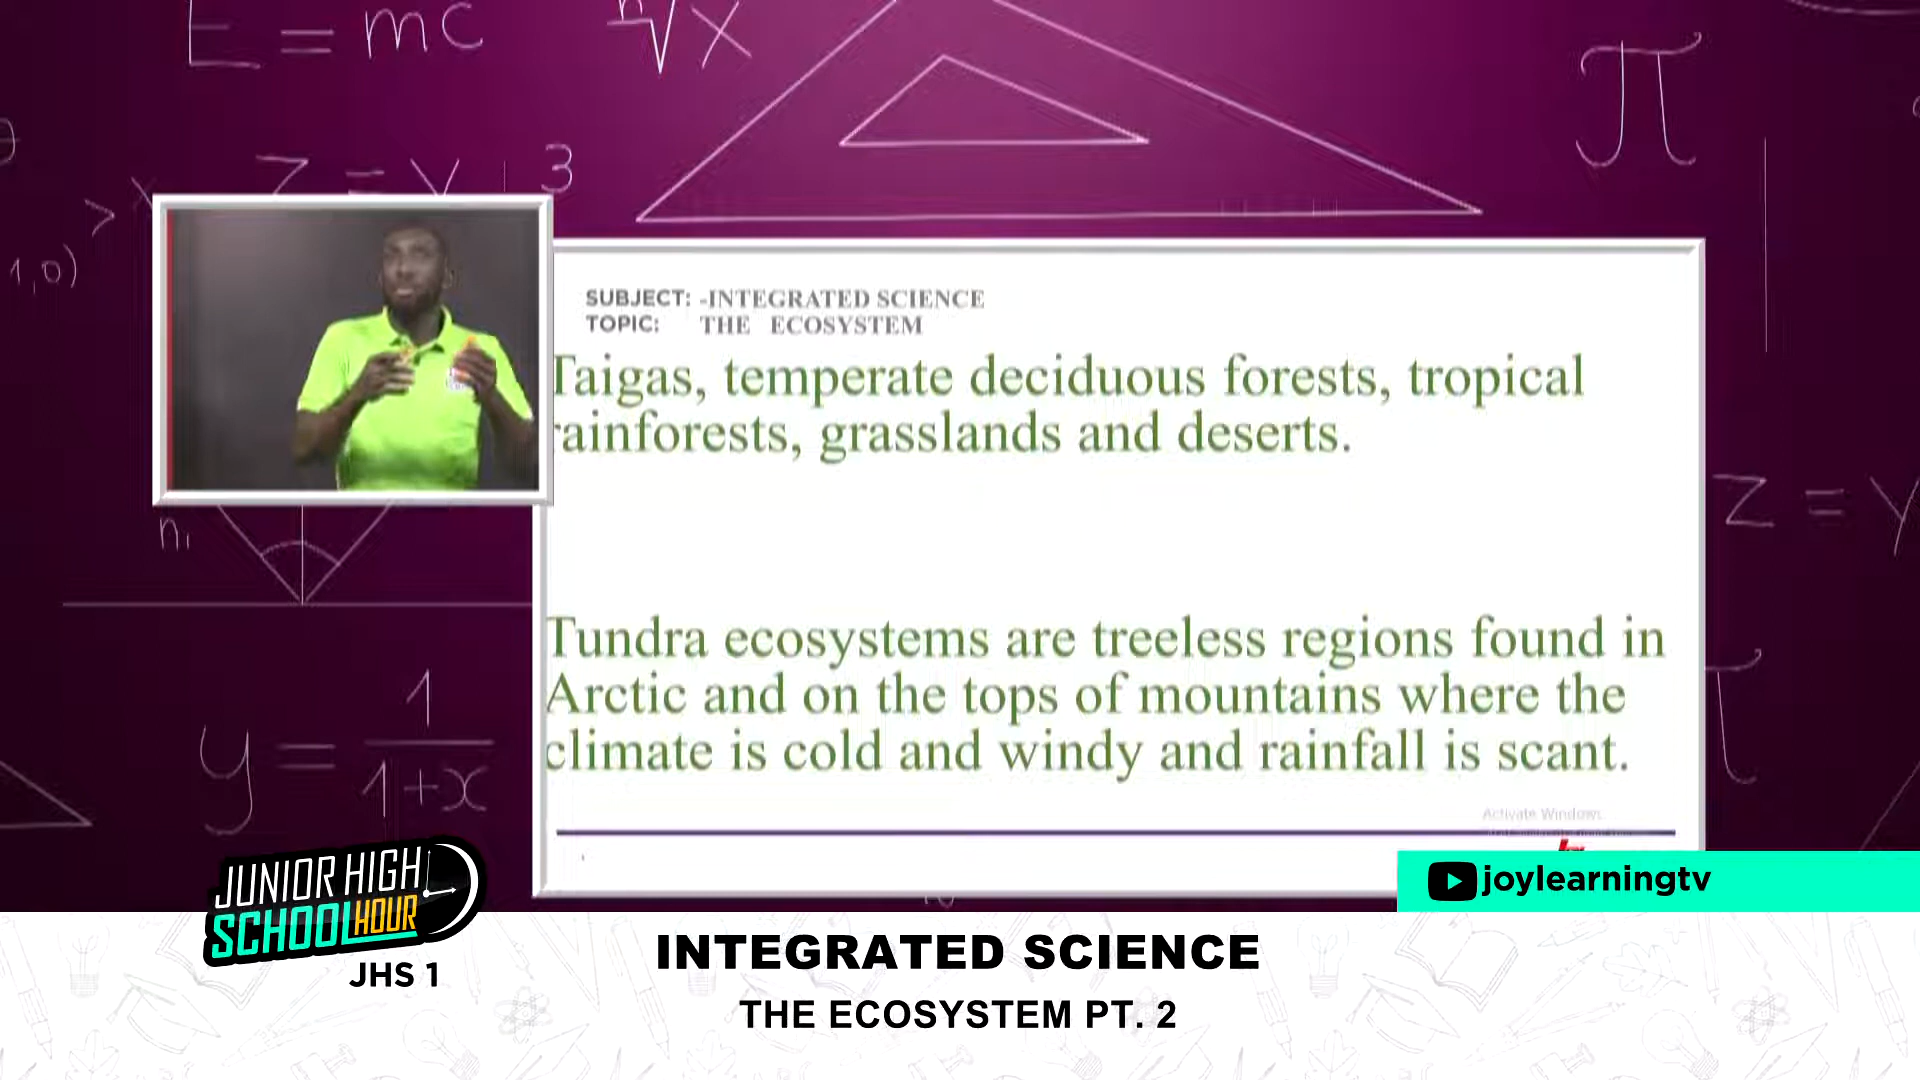 E = mc
n√x
π
z = y + 3
> x
1,0)
SUBJECT: -INTEGRATED SCIENCE
TOPIC: THE ECOSYSTEM
Taigas, temperate deciduous forests, tropical
rainforests, grasslands and deserts.
n₁
z = y
Tundra ecosystems are treeless regions found in
Arctic and on the tops of mountains where the
climate is cold and windy and rainfall is scant.
y = 1
1+x
Activate Windows
joylearningtv
JUNIOR HIGH
SCHOOL HOUR
JHS 1
INTEGRATED SCIENCE
THE ECOSYSTEM PT. 2